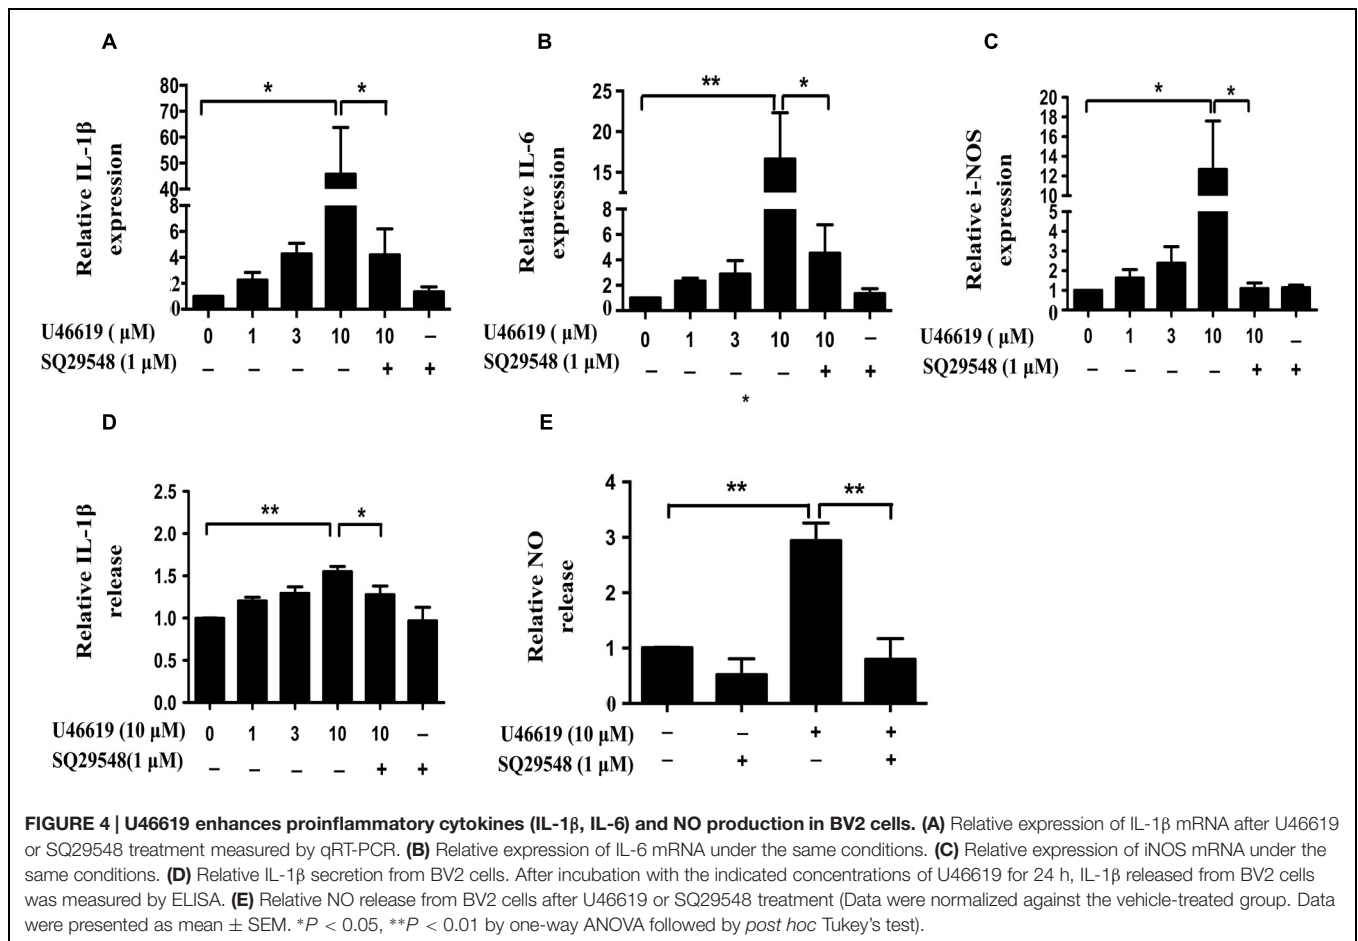 A
* *
80
70
60
50
40
8
6
4
2
0
Relative IL-1β
expression
U46619 ( μM) 0 1 3 10 10 –
SQ29548 (1 μM) – – – – + +
B
** *
25
20
15
8
6
4
2
0
Relative IL-6
expression
U46619 ( μM) 0 1 3 10 10 –
SQ29548 (1 μM) – – – – + +
*
C
* *
20
18
16
14
12
10
5
4
3
2
1
0
Relative i-NOS
expression
U46619 ( μM) 0 1 3 10 10 –
SQ29548 (1 μM) – – – – + +
D
** *
2.5
2.0
1.5
1.0
0.5
0.0
Relative IL-1β
release
U46619 (10 μM) 0 1 3 10 10 –
SQ29548(1 μM) – – – – + +
E
** **
4
3
2
1
0
Relative NO
release
U46619 (10 μM) – – + +
SQ29548 (1 μM) – + – +
FIGURE 4 | U46619 enhances proinflammatory cytokines (IL-1β, IL-6) and NO production in BV2 cells. (A) Relative expression of IL-1β mRNA after U46619
or SQ29548 treatment measured by qRT-PCR. (B) Relative expression of IL-6 mRNA under the same conditions. (C) Relative expression of iNOS mRNA under the
same conditions. (D) Relative IL-1β secretion from BV2 cells. After incubation with the indicated concentrations of U46619 for 24 h, IL-1β released from BV2 cells
was measured by ELISA. (E) Relative NO release from BV2 cells after U46619 or SQ29548 treatment (Data were normalized against the vehicle-treated group. Data
were presented as mean ± SEM. *P < 0.05, **P < 0.01 by one-way ANOVA followed by post hoc Tukey's test).